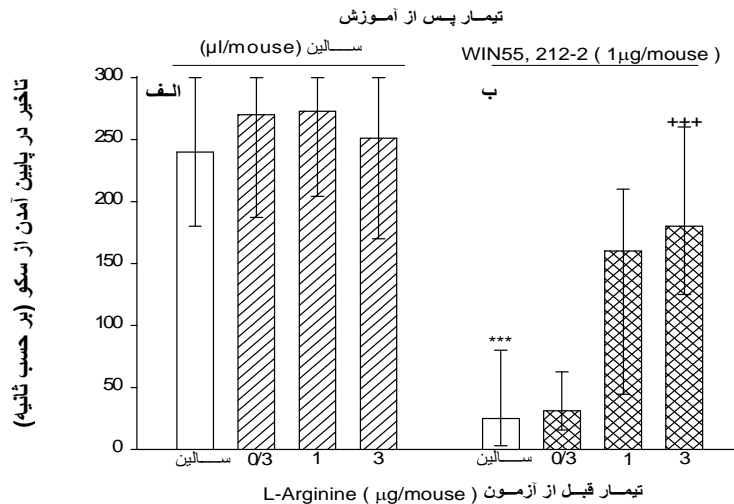 تیمار پس از آموزش
سالین (µl/mouse)
WIN55, 212-2 ( 1µg/mouse )
الف
ب
تاخیر در پایین آمدن از سکو (بر حسب ثانیه)
300
250
200
150
100
50
0
***
+++
سالین 0/3 1 3 سالین 0/3 1 3
L-Arginine ( µg/mouse ) تیمار قبل از آزمون